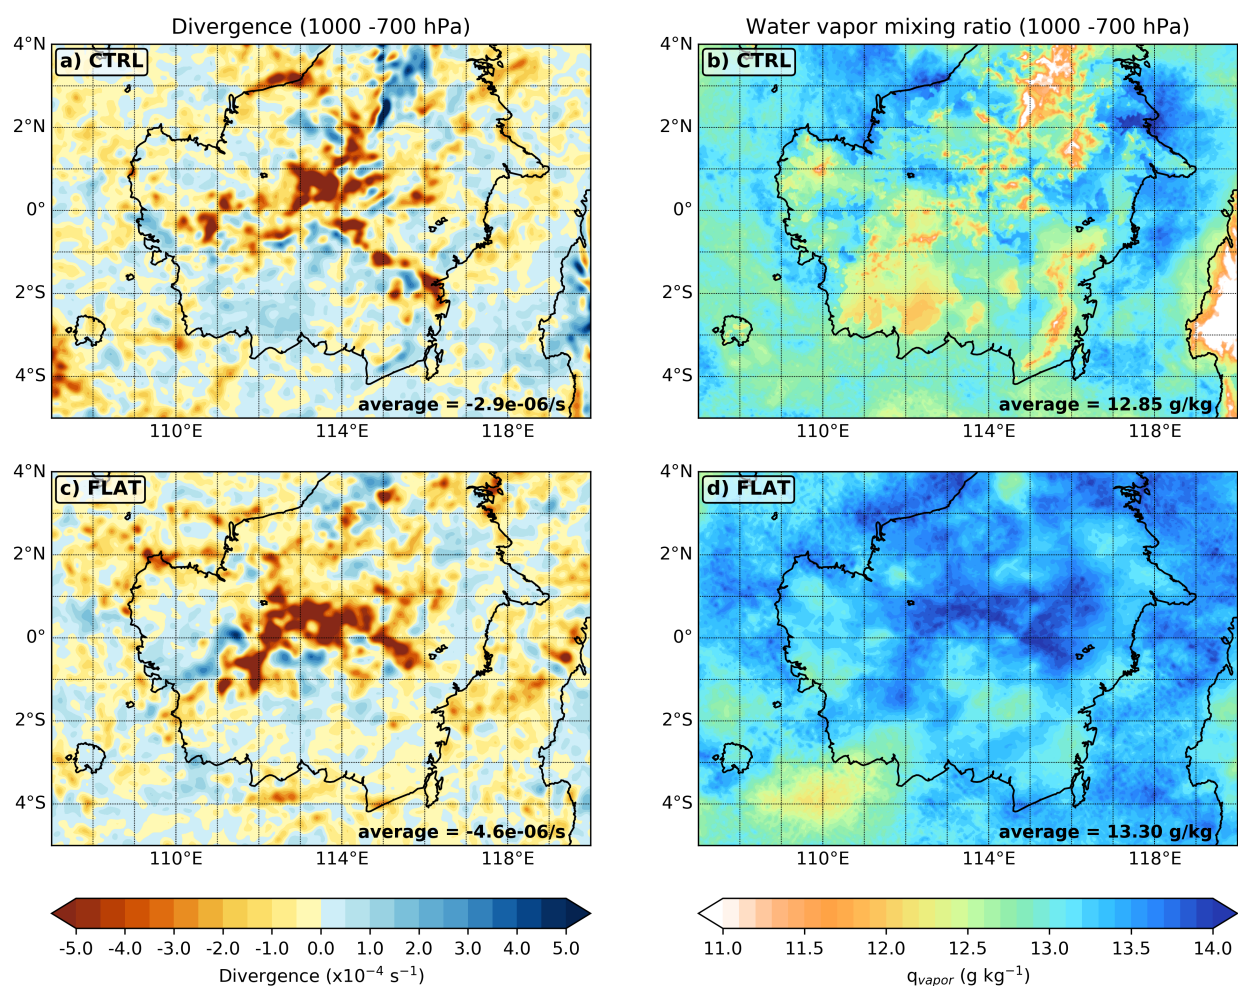 Divergence (1000 -700 hPa)
Water vapor mixing ratio (1000 -700 hPa)
4°N
2°N
0°
2°S
4°S
a) CTRL
average = -2.9e-06/s
110°E
114°E
118°E
4°N
2°N
0°
2°S
4°S
b) CTRL
average = 12.85 g/kg
110°E
114°E
118°E
4°N
2°N
0°
2°S
4°S
c) FLAT
average = -4.6e-06/s
110°E
114°E
118°E
4°N
2°N
0°
2°S
4°S
d) FLAT
average = 13.30 g/kg
110°E
114°E
118°E
-5.0 -4.0 -3.0 -2.0 -1.0 0.0 1.0 2.0 3.0 4.0 5.0
Divergence (x10⁻⁴ s⁻¹)
11.0 11.5 12.0 12.5 13.0 13.5 14.0
qvapor (g kg⁻¹)